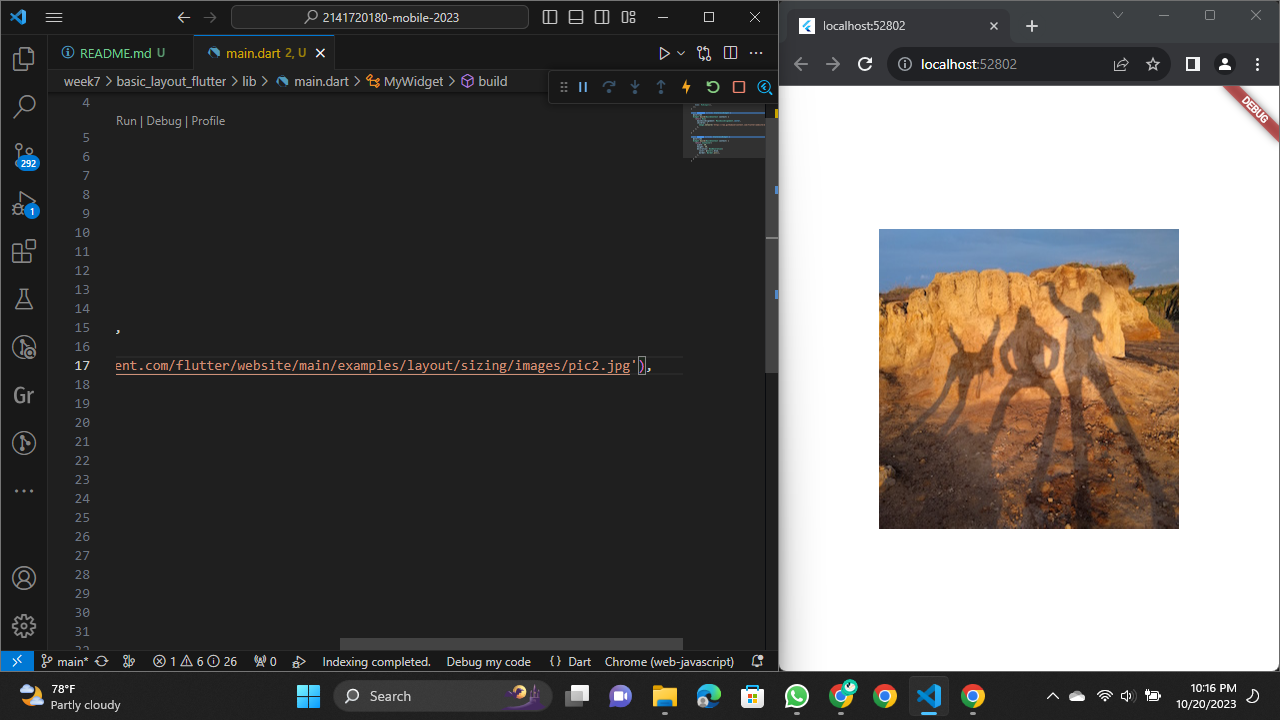 2141720180-mobile-2023
README.md U
main.dart 2, U
week7 > basic_layout_flutter > lib > main.dart > MyWidget > build
4
Run | Debug | Profile
5
6
7
8
9
10
11
12
13
14
15 ,
16
17 ent.com/flutter/website/main/examples/layout/sizing/images/pic2.jpg'),
18
19
20
21
22
23
24
25
26
27
28
29
30
31
292
1
Gr
main* 1 6 26 0 Indexing completed. Debug my code {} Dart Chrome (web-javascript)
localhost:52802
localhost:52802
DEBUG
78°F
Partly cloudy
Search
10:16 PM
10/20/2023